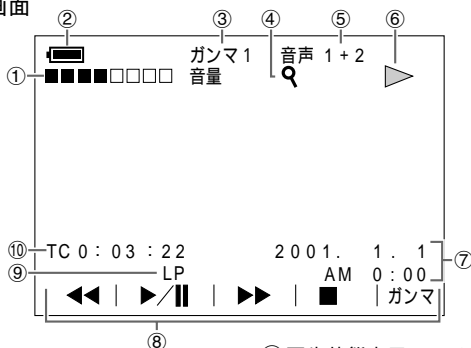 画面
② ③ ④ ⑤ ⑥
ガンマ1 音声 1+2
① 音量
⑩ TC 0:03:22 2001. 1. 1
⑦
⑨ LP AM 0:00
ガンマ
⑧